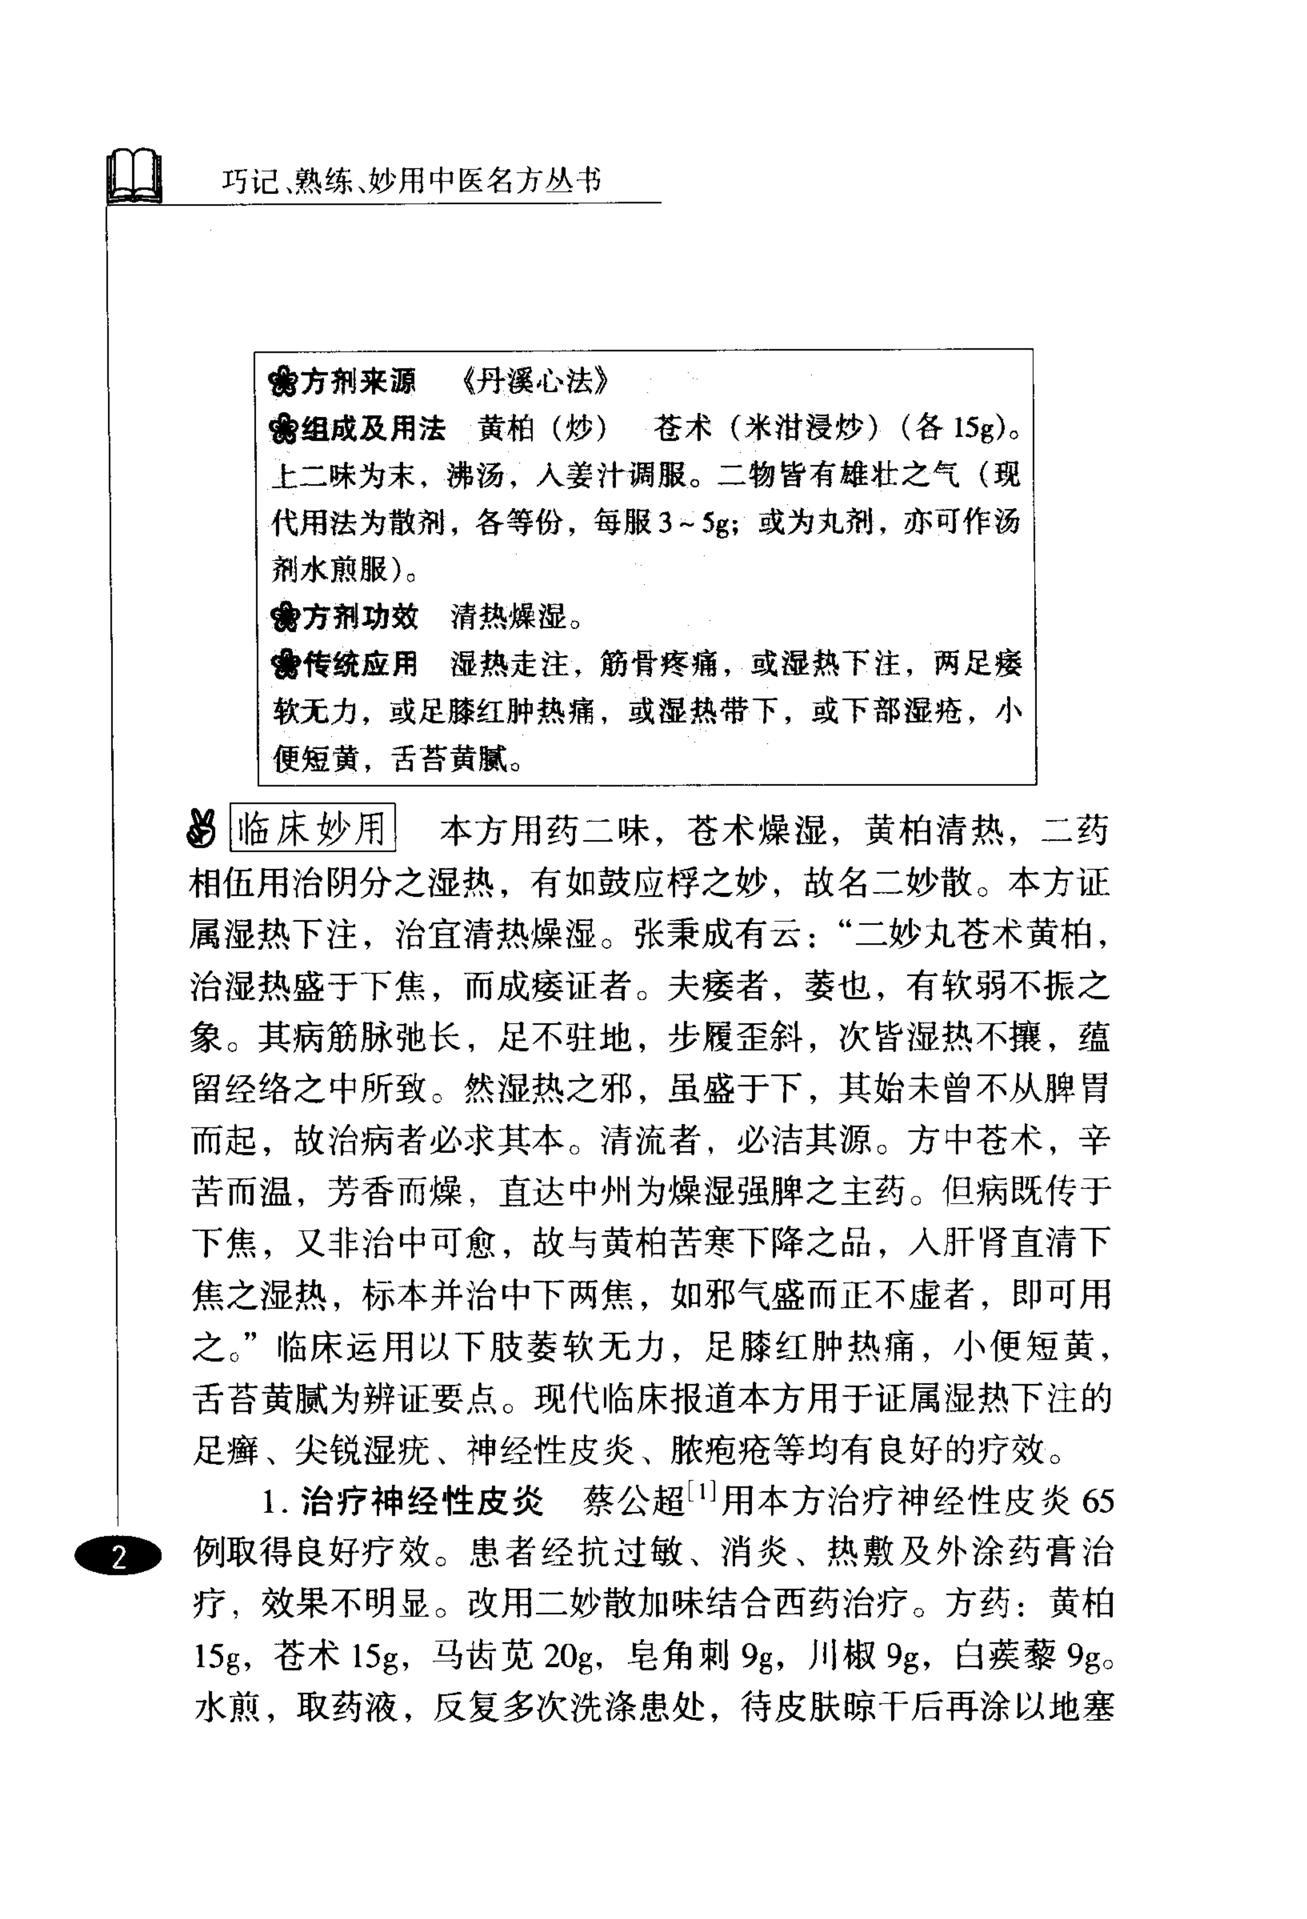 巧记、熟练、妙用中医名方丛书
方剂来源 《丹溪心法》
组成及用法 黄柏（炒） 苍术（米泔浸炒）（各 15g）。
上二味为末，沸汤，入姜汁调服。二物皆有雄壮之气（现
代用法为散剂，各等份，每服 3～5g；或为丸剂，亦可作汤
剂水煎服）。
方剂功效 清热燥湿。
传统应用 湿热走注，筋骨疼痛，或湿热下注，两足痿
软无力，或足膝红肿热痛，或湿热带下，或下部湿疮，小
便短黄，舌苔黄腻。
临床妙用 本方用药二味，苍术燥湿，黄柏清热，二药
相伍用治阴分之湿热，有如鼓应桴之妙，故名二妙散。本方证
属湿热下注，治宜清热燥湿。张秉成有云：“二妙丸苍术黄柏，
治湿热盛于下焦，而成痿证者。夫痿者，萎也，有软弱不振之
象。其病筋脉弛长，足不驻地，步履歪斜，次皆湿热不攘，蕴
留经络之中所致。然湿热之邪，虽盛于下，其始未曾不从脾胃
而起，故治病者必求其本。清流者，必洁其源。方中苍术，辛
苦而温，芳香而燥，直达中州为燥湿强脾之主药。但病既传于
下焦，又非治中可愈，故与黄柏苦寒下降之品，入肝肾直清下
焦之湿热，标本并治中下两焦，如邪气盛而正不虚者，即可用
之。”临床运用以下肢萎软无力，足膝红肿热痛，小便短黄，
舌苔黄腻为辨证要点。现代临床报道本方用于证属湿热下注的
足癣、尖锐湿疣、神经性皮炎、脓疱疮等均有良好的疗效。
1. 治疗神经性皮炎 蔡公超[1]用本方治疗神经性皮炎 65
例取得良好疗效。患者经抗过敏、消炎、热敷及外涂药膏治
疗，效果不明显。改用二妙散加味结合西药治疗。方药：黄柏
15g，苍术 15g，马齿苋 20g，皂角刺 9g，川椒 9g，白蒺藜 9g。
水煎，取药液，反复多次洗涤患处，待皮肤晾干后再涂以地塞
2